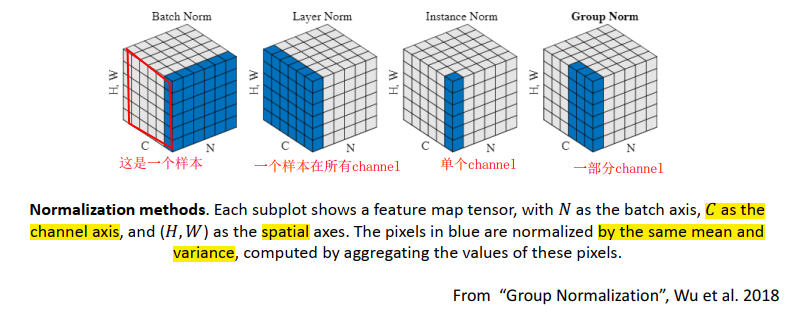 Batch Norm Layer Norm Instance Norm Group Norm
H, W H, W H, W H, W
C N C N C N C N
这是一个样本 一个样本在所有channel 单个channel 一部分channel
Normalization methods. Each subplot shows a feature map tensor, with N as the batch axis, C as the
channel axis, and (H, W) as the spatial axes. The pixels in blue are normalized by the same mean and
variance, computed by aggregating the values of these pixels.
From “Group Normalization”, Wu et al. 2018